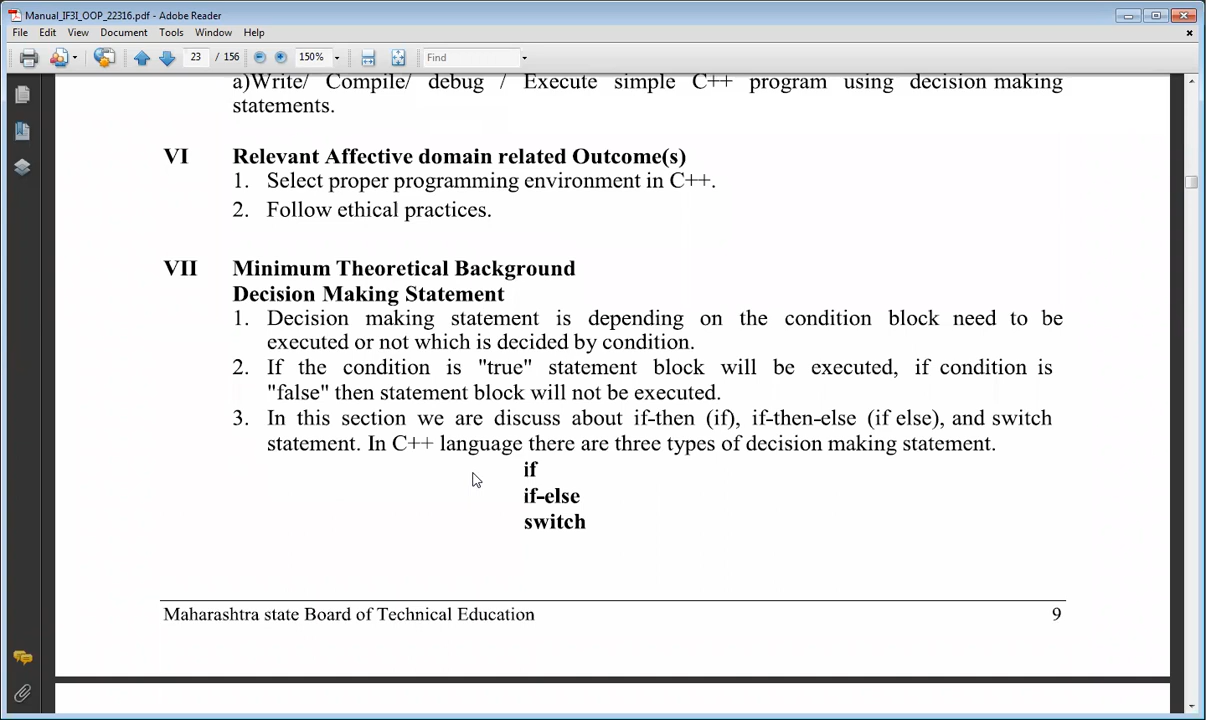 Manual_IF3I_OOP_22316.pdf - Adobe Reader
File Edit View Document Tools Window Help
23 / 156 150% Find
a)Write/ Compile/ debug / Execute simple C++ program using decision making
statements.
VI Relevant Affective domain related Outcome(s)
1. Select proper programming environment in C++.
2. Follow ethical practices.
VII Minimum Theoretical Background
Decision Making Statement
1. Decision making statement is depending on the condition block need to be
executed or not which is decided by condition.
2. If the condition is "true" statement block will be executed, if condition is
"false" then statement block will not be executed.
3. In this section we are discuss about if-then (if), if-then-else (if else), and switch
statement. In C++ language there are three types of decision making statement.
if
if-else
switch
Maharashtra state Board of Technical Education 9